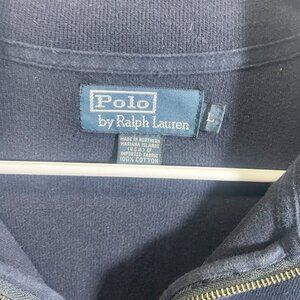 Polo
by Ralph Lauren
L
MADE IN NORTHERN
MARIANA ISLANDS
(U.S.A.) OF
IMPORTED FABRIC
100% COTTON